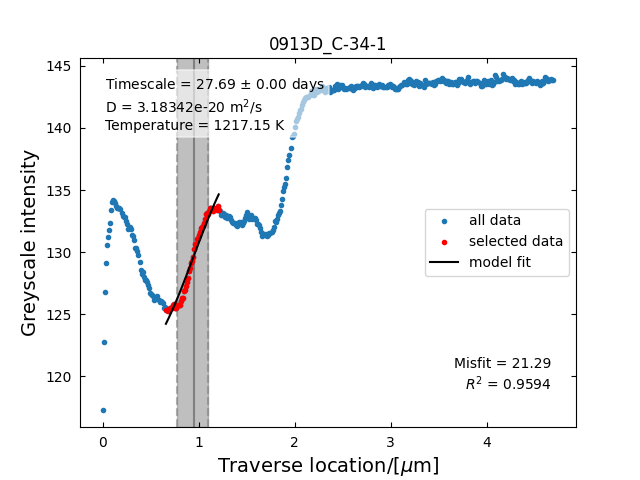 0913D_C-34-1
Timescale = 27.69 ± 0.00 days
D = 3.18342e-20 m²/s
Temperature = 1217.15 K
145
140
135
130
125
120
Greyscale intensity
all data
selected data
model fit
Misfit = 21.29
R² = 0.9594
0 1 2 3 4
Traverse location/[μm]